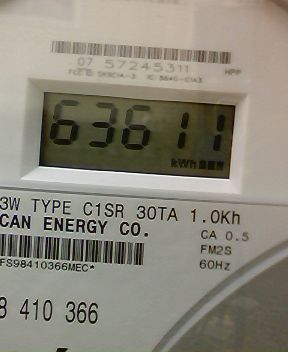 07 57245311
HPP
63611
kWh
3W TYPE C1SR 30TA 1.0Kh
CAN ENERGY CO.
CA 0.5
FM2S
60Hz
FS98410366MEC*
8 410 366